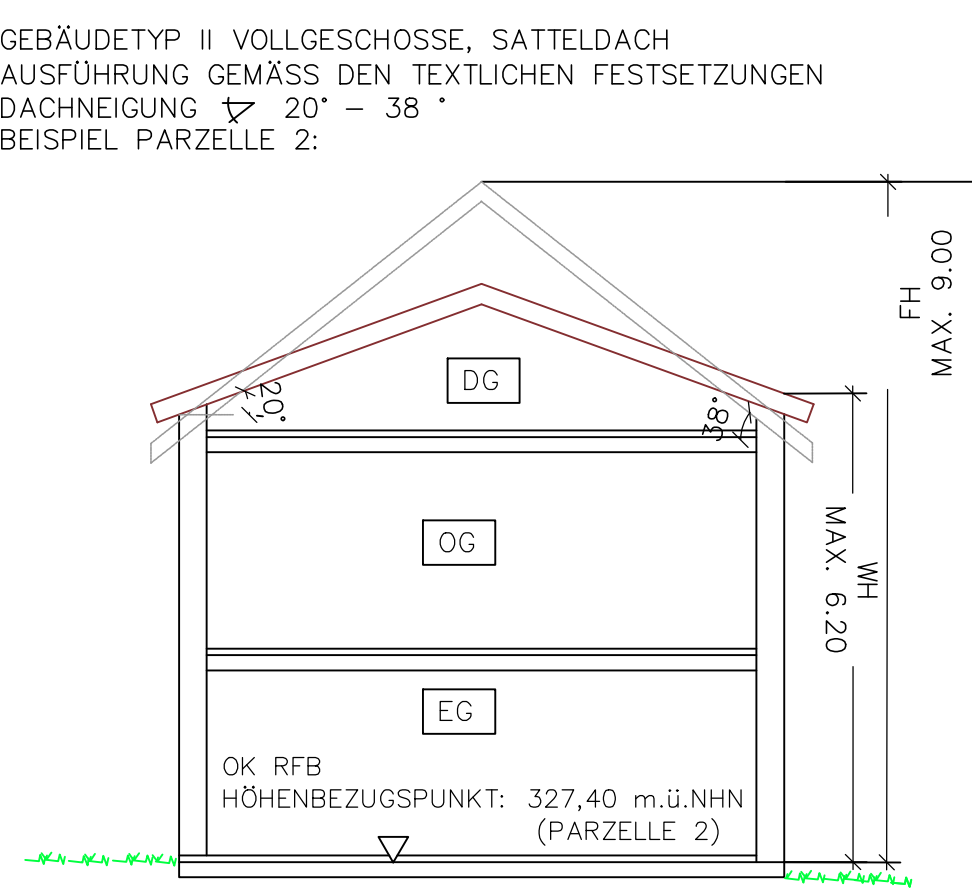 GEBÄUDETYP II VOLLGESCHOSSE, SATTELDACH
AUSFÜHRUNG GEMÄSS DEN TEXTLICHEN FESTSETZUNGEN
DACHNEIGUNG 20° – 38 °
BEISPIEL PARZELLE 2:
FH
MAX. 9.00
DG
20°
38°
OG
WH
MAX. 6.20
EG
OK RFB
HÖHENBEZUGSPUNKT: 327,40 m.ü.NHN
(PARZELLE 2)